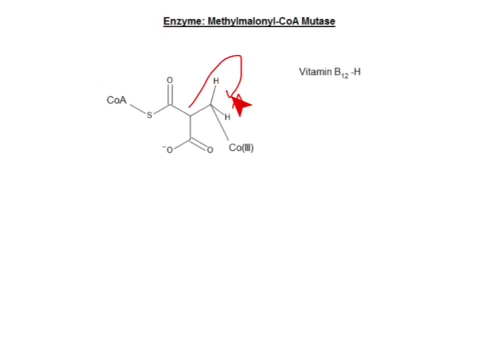 Enzyme: Methylmalonyl-CoA Mutase
Vitamin B12 -H
O
H
CoA
S
H
⁻O
O
Co(III)